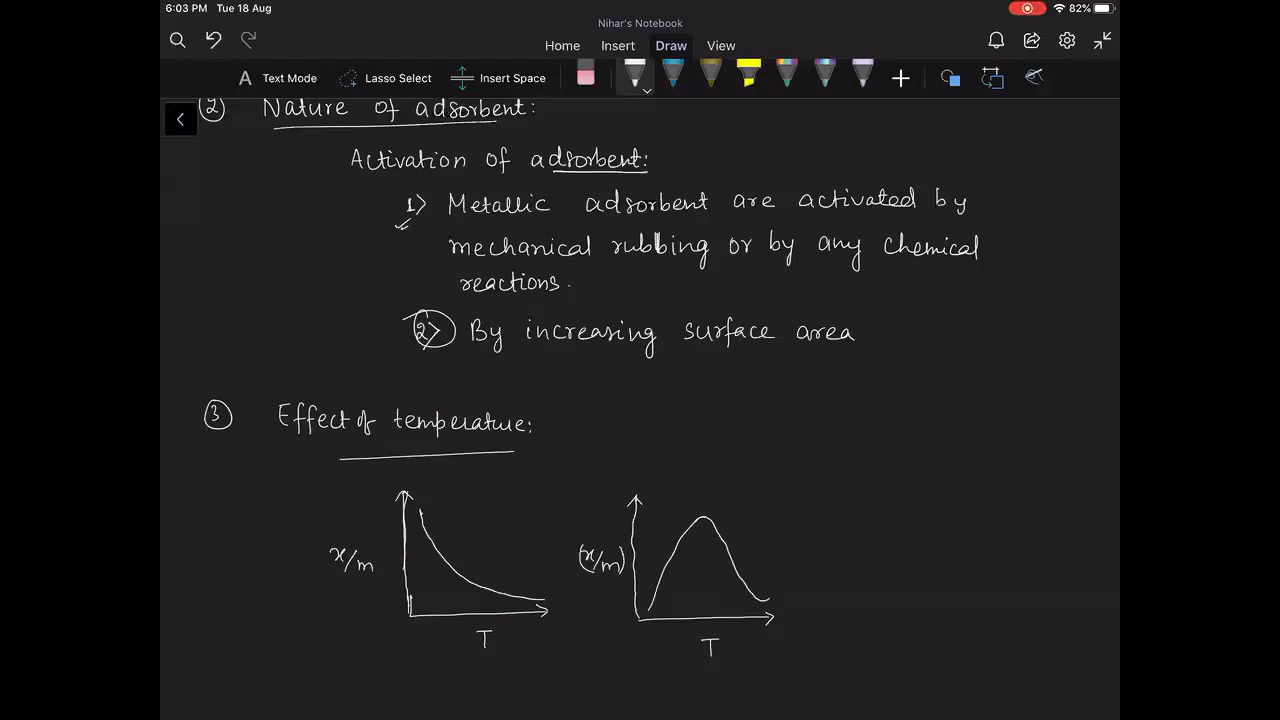 6:03 PM Tue 18 Aug
82%
Nihar's Notebook
Home Insert Draw View
Text Mode Lasso Select Insert Space
(2) Nature of adsorbent:
Activation of adsorbent:
1> Metallic adsorbent are activated by
mechanical rubbing or by any chemical
reactions.
2> By increasing surface area
(3) Effect of temperature:
x/m
T
(x/m)
T